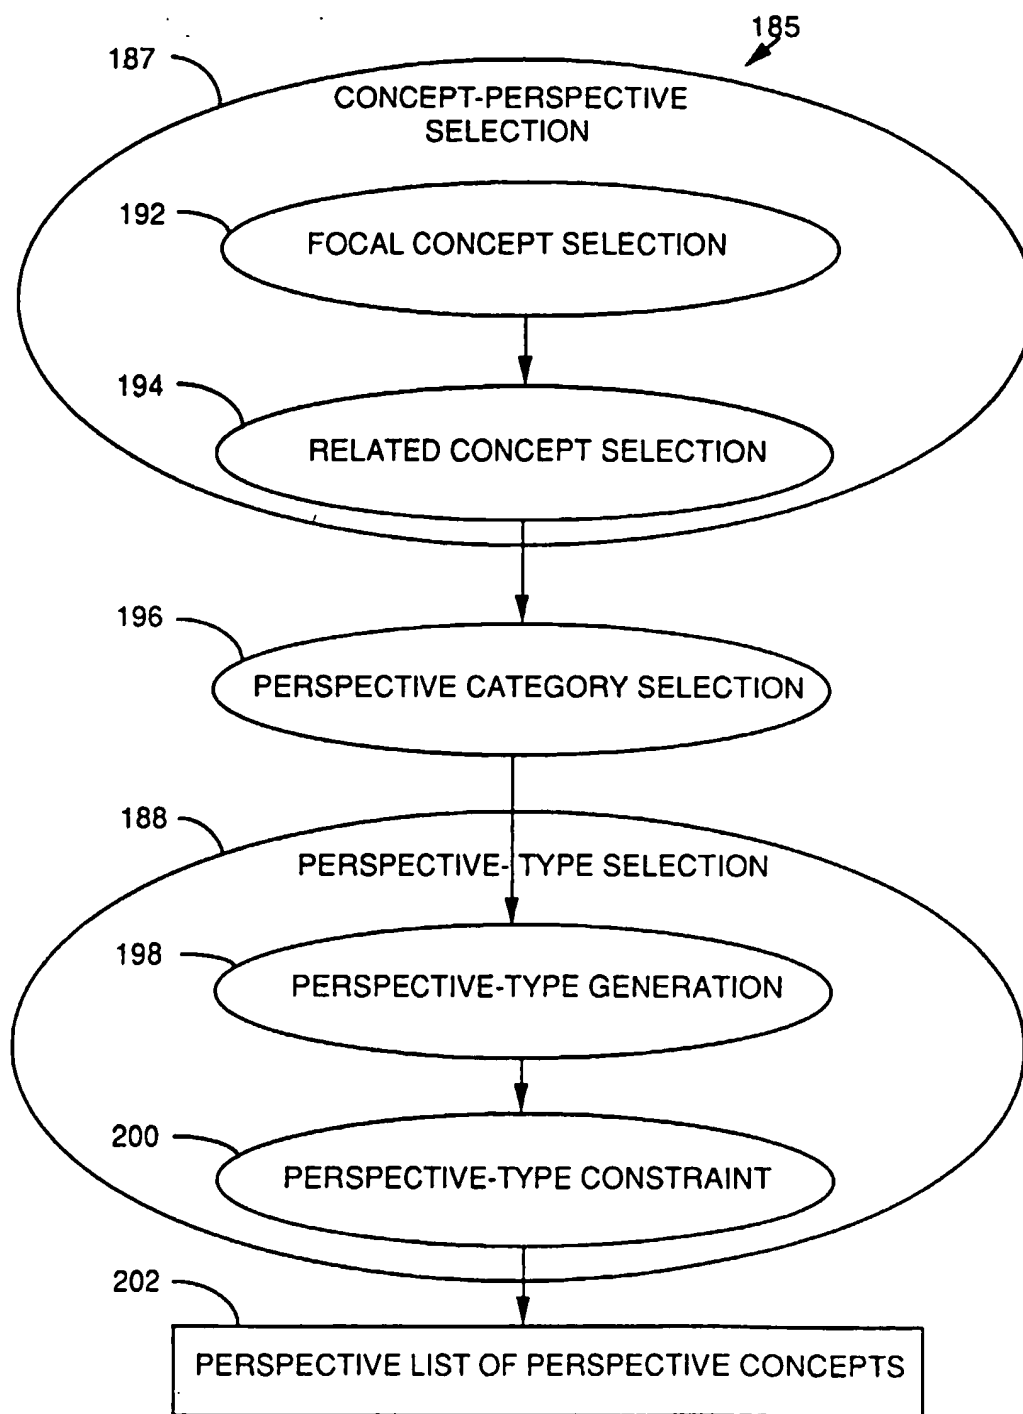 185
187
CONCEPT-PERSPECTIVE
SELECTION
192
FOCAL CONCEPT SELECTION
194
RELATED CONCEPT SELECTION
196
PERSPECTIVE CATEGORY SELECTION
188
PERSPECTIVE-TYPE SELECTION
198
PERSPECTIVE-TYPE GENERATION
200
PERSPECTIVE-TYPE CONSTRAINT
202
PERSPECTIVE LIST OF PERSPECTIVE CONCEPTS